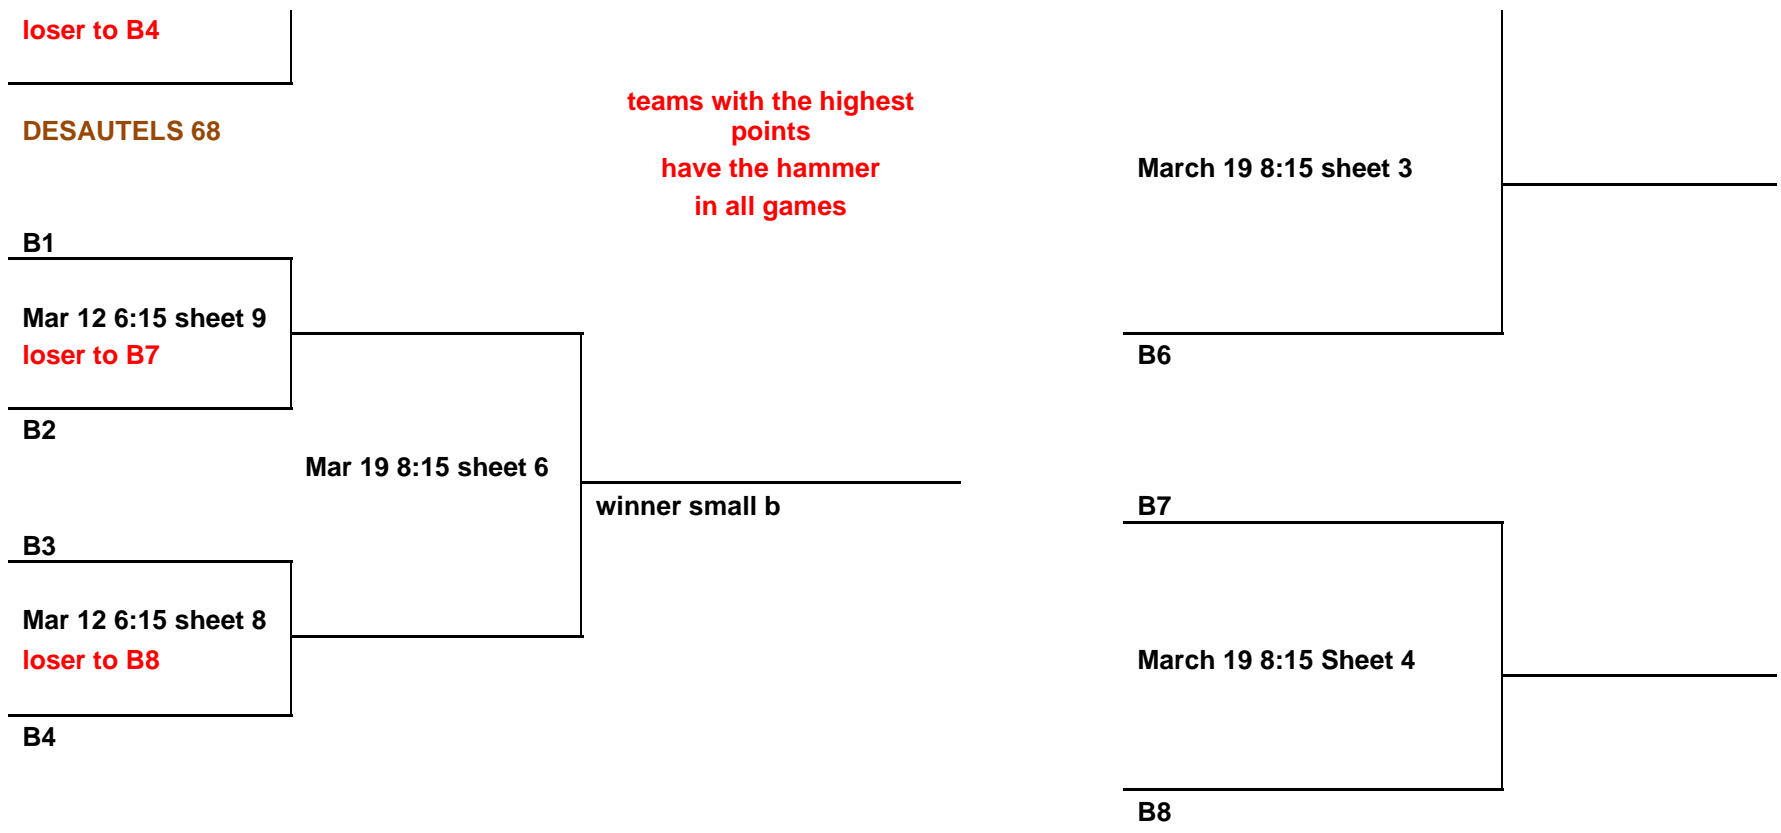 loser to B4
DESAUTELS 68
teams with the highest
points
have the hammer
in all games
B1
Mar 12 6:15 sheet 9
loser to B7
B2
Mar 19 8:15 sheet 6
winner small b
B3
Mar 12 6:15 sheet 8
loser to B8
B4
March 19 8:15 sheet 3
B6
B7
March 19 8:15 Sheet 4
B8